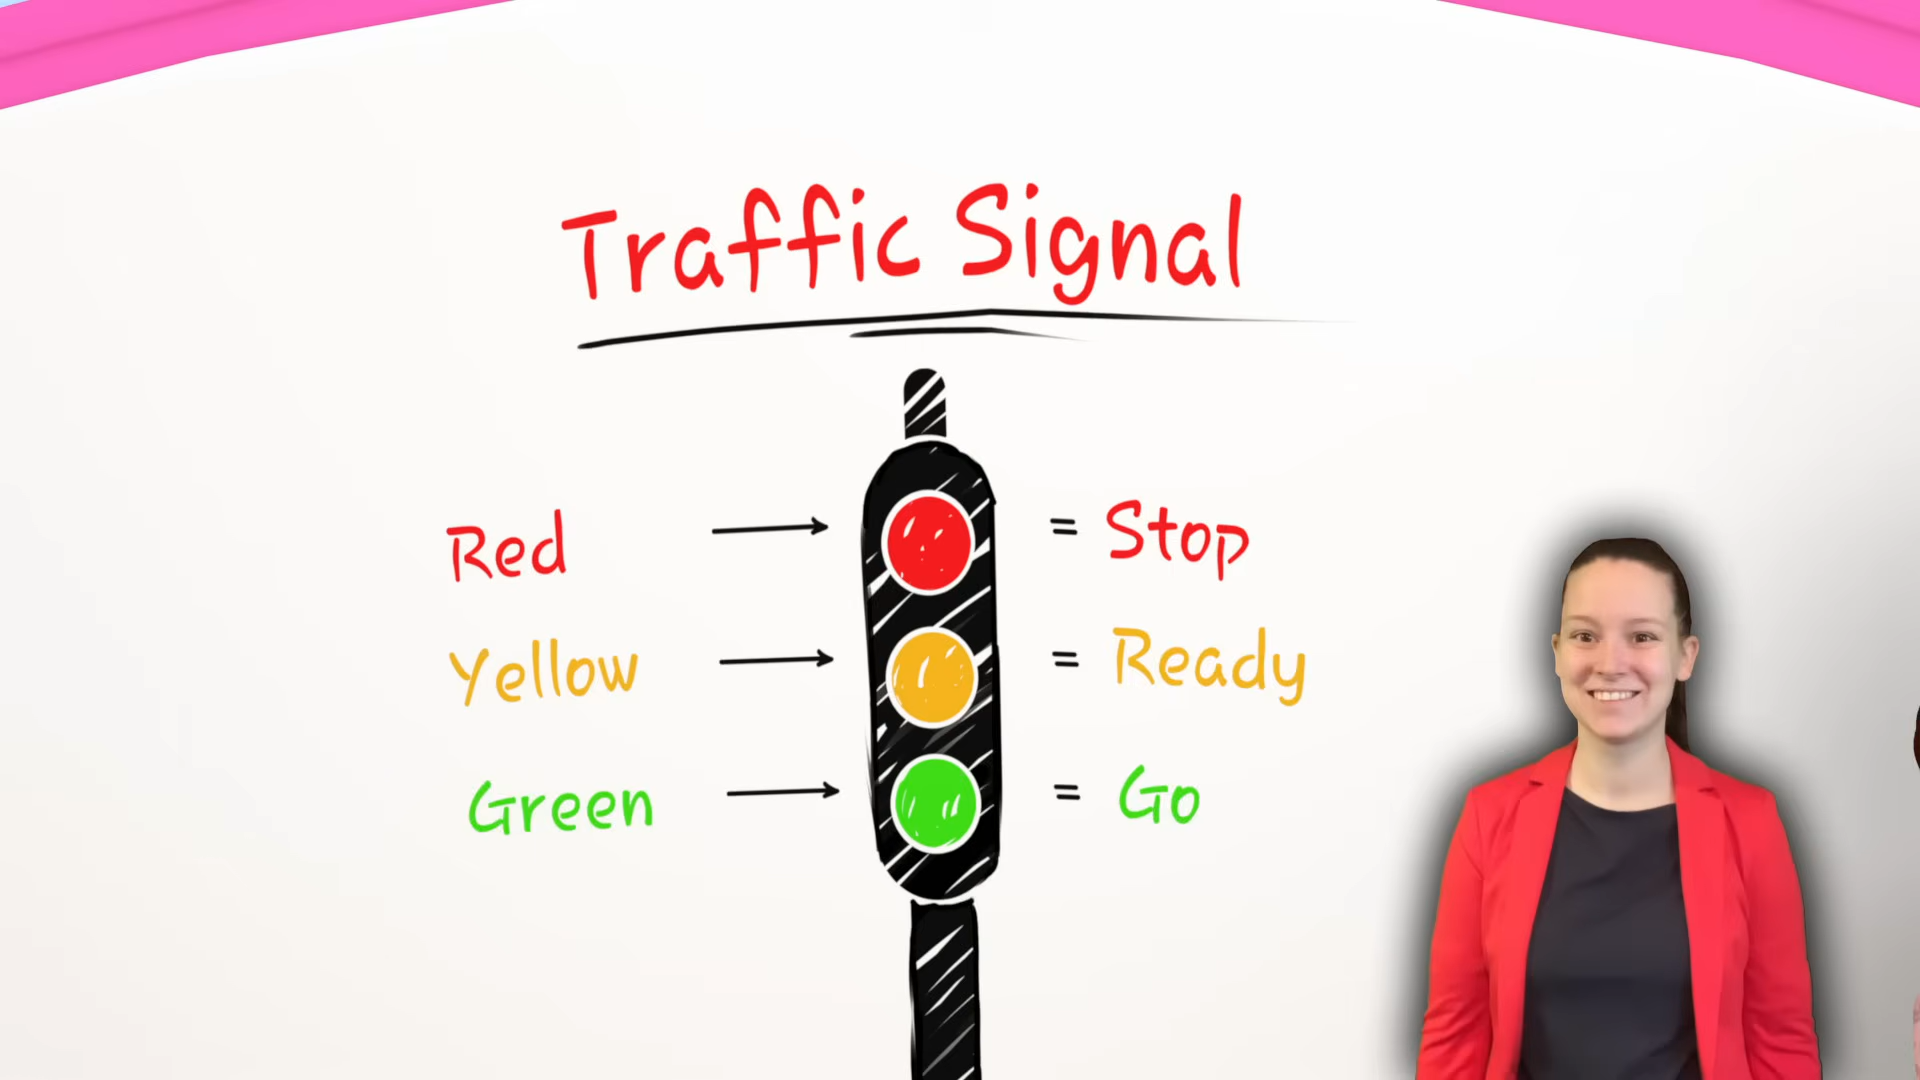 Traffic Signal
Red → = Stop
Yellow → = Ready
Green → = Go